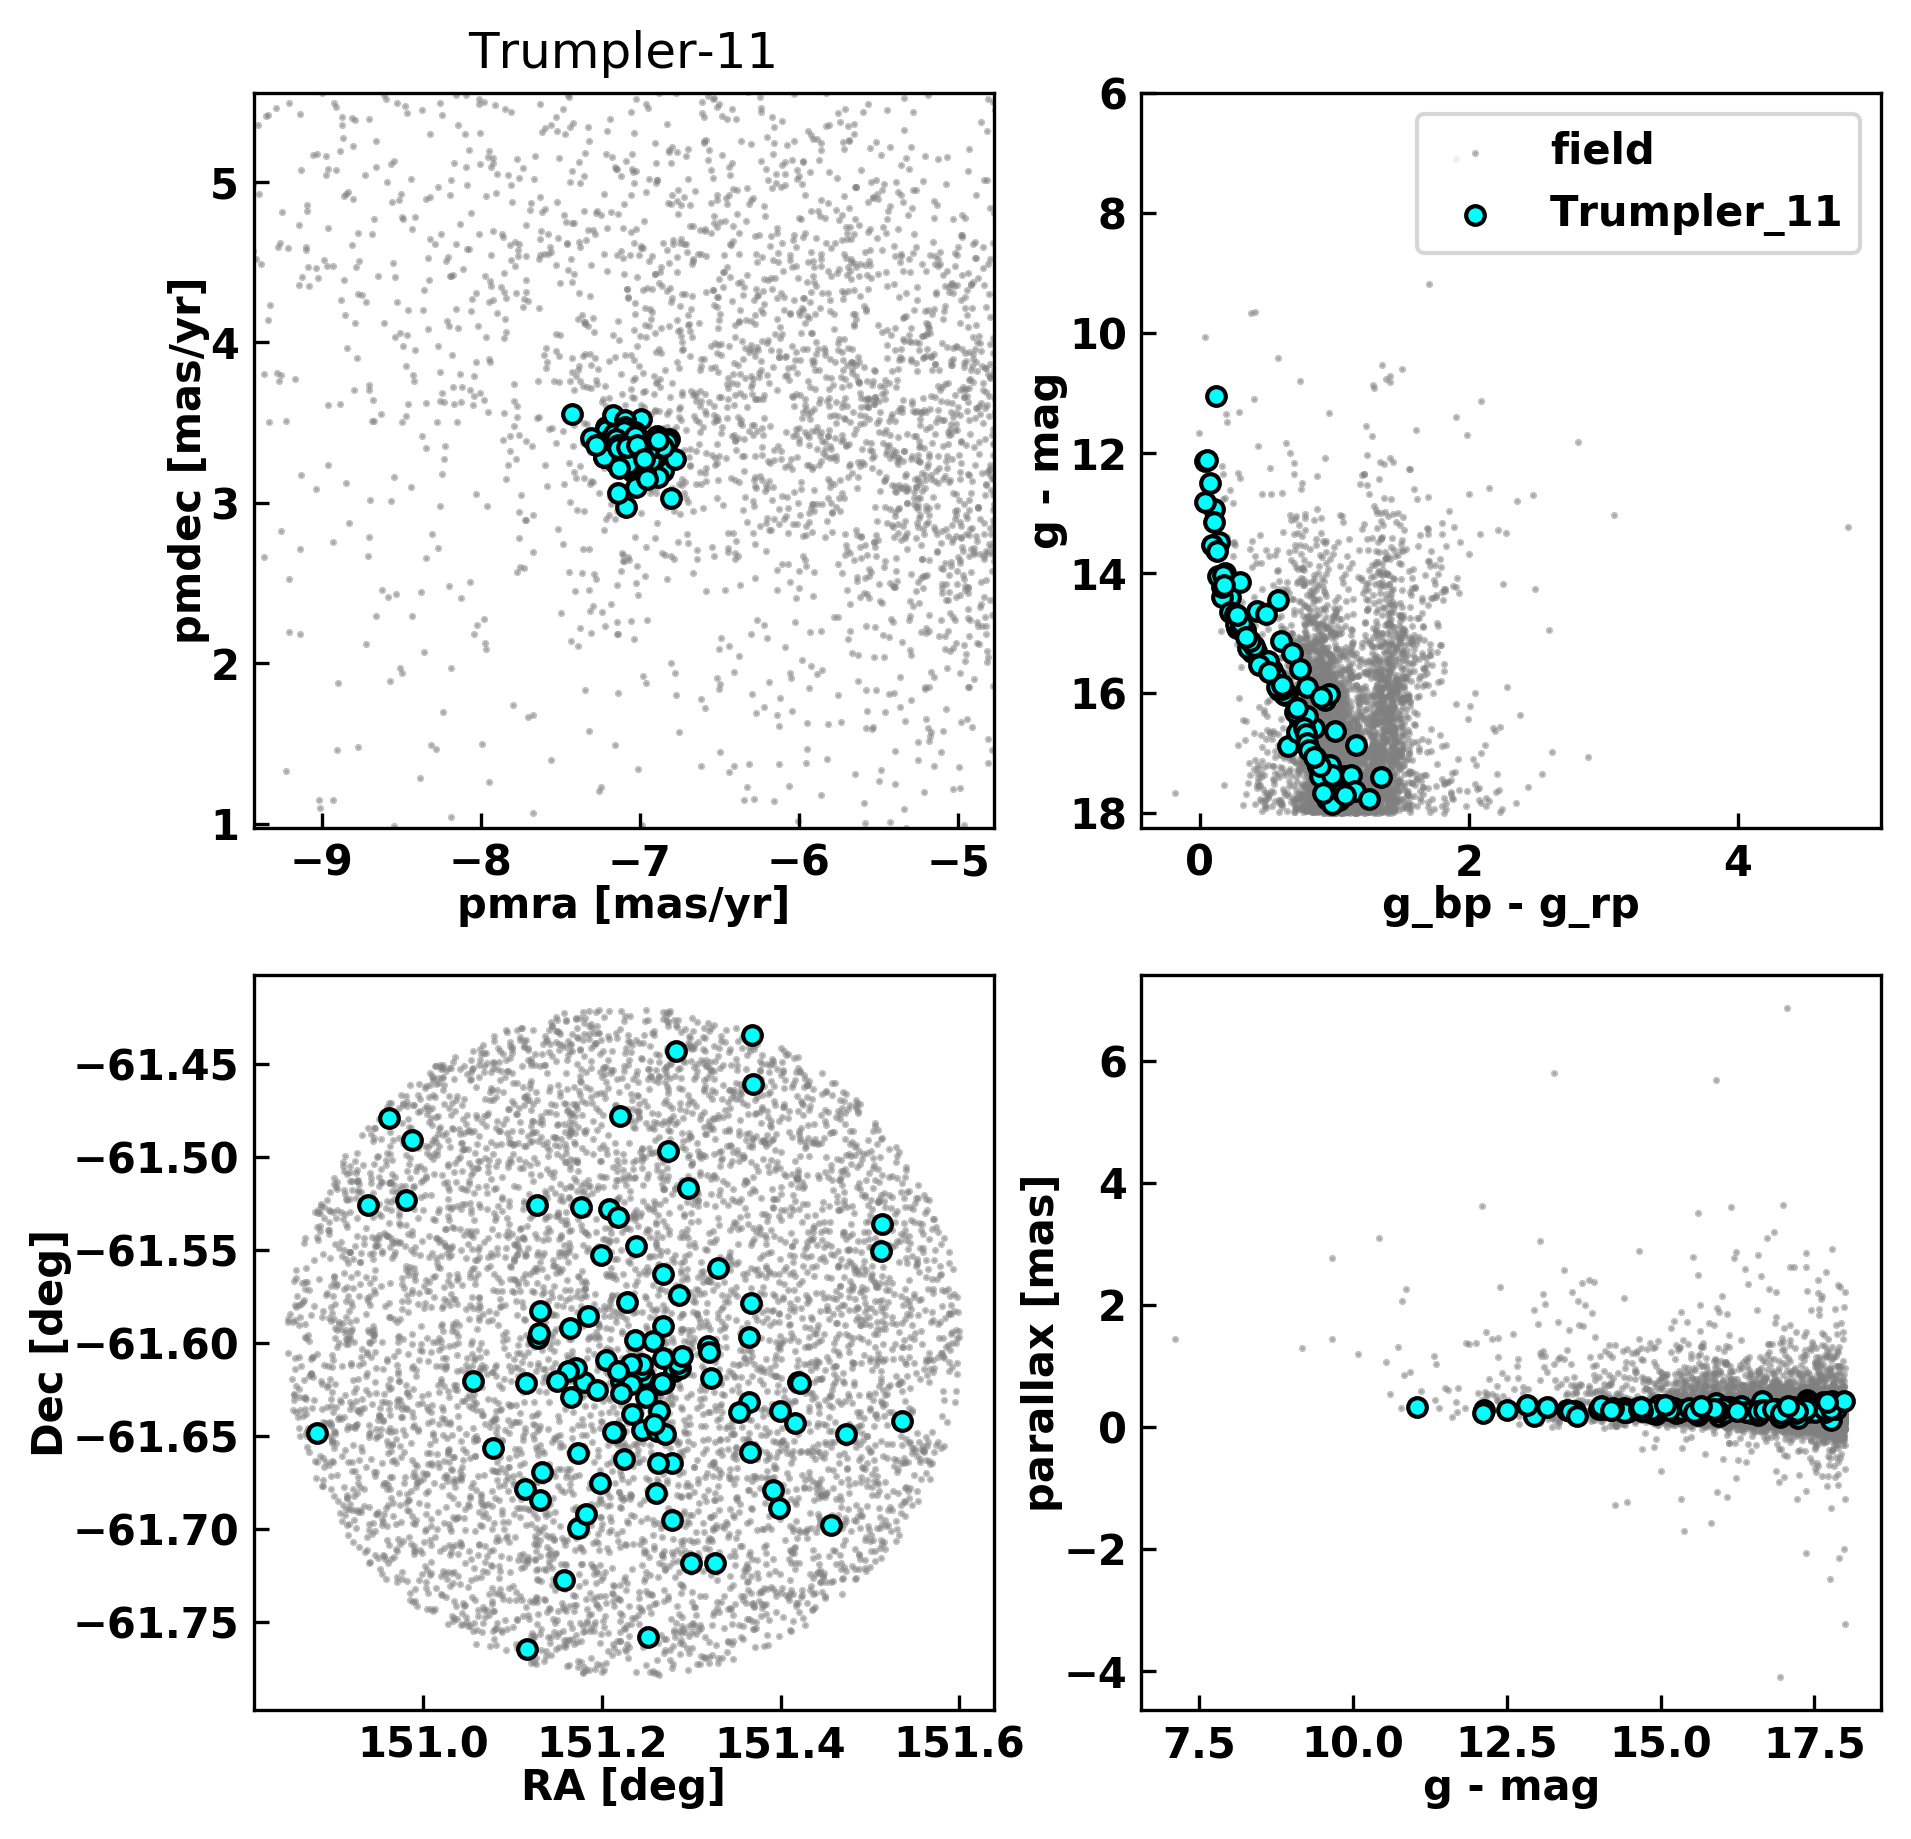 Trumpler-11
5
4
3
2
1
pmdec [mas/yr]
−9 −8 −7 −6 −5
pmra [mas/yr]
6
8
10
12
14
16
18
g - mag
field
Trumpler_11
0 2 4
g_bp - g_rp
−61.45
−61.50
−61.55
−61.60
−61.65
−61.70
−61.75
Dec [deg]
151.0 151.2 151.4 151.6
RA [deg]
6
4
2
0
−2
−4
parallax [mas]
7.5 10.0 12.5 15.0 17.5
g - mag